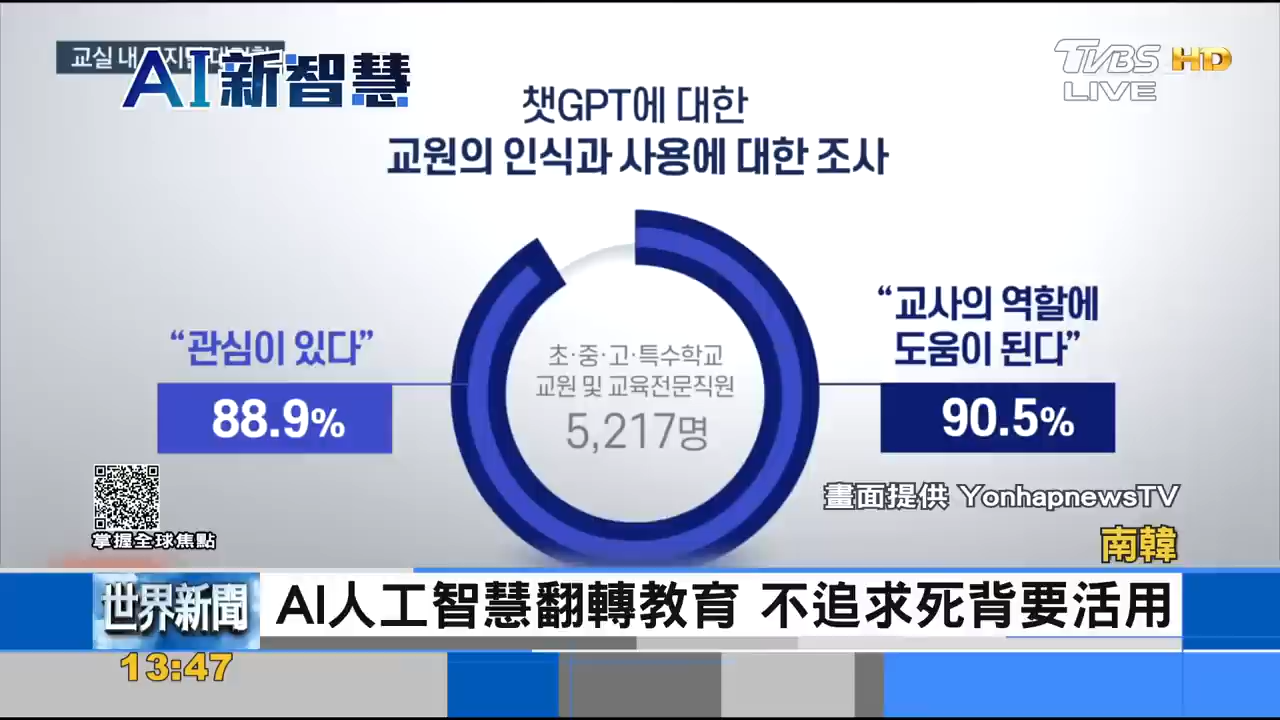 교실 내
AI新智慧
TVBS HD
LIVE
챗GPT에 대한
교원의 인식과 사용에 대한 조사
“관심이 있다”
88.9%
초·중·고·특수학교
교원 및 교육전문직원
5,217명
“교사의 역할에
도움이 된다”
90.5%
掌握全球焦點
畫面提供 YonhapnewsTV
南韓
世界新聞
AI人工智慧翻轉教育 不追求死背要活用
13:47